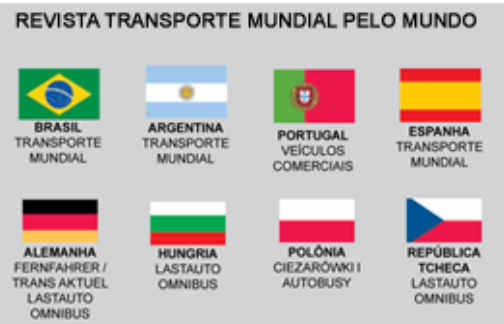 REVISTA TRANSPORTE MUNDIAL PELO MUNDO
BRASIL
TRANSPORTE
MUNDIAL
ARGENTINA
TRANSPORTE
MUNDIAL
PORTUGAL
VEÍCULOS
COMERCIAIS
ESPANHA
TRANSPORTE
MUNDIAL
ALEMANHA
FERNFAHRER /
TRANS AKTUEL
LASTAUTO
OMNIBUS
HUNGRIA
LASTAUTO
OMNIBUS
POLÔNIA
CIEZARÓWKI I
AUTOBUSY
REPÚBLICA
TCHECA
LASTAUTO
OMNIBUS